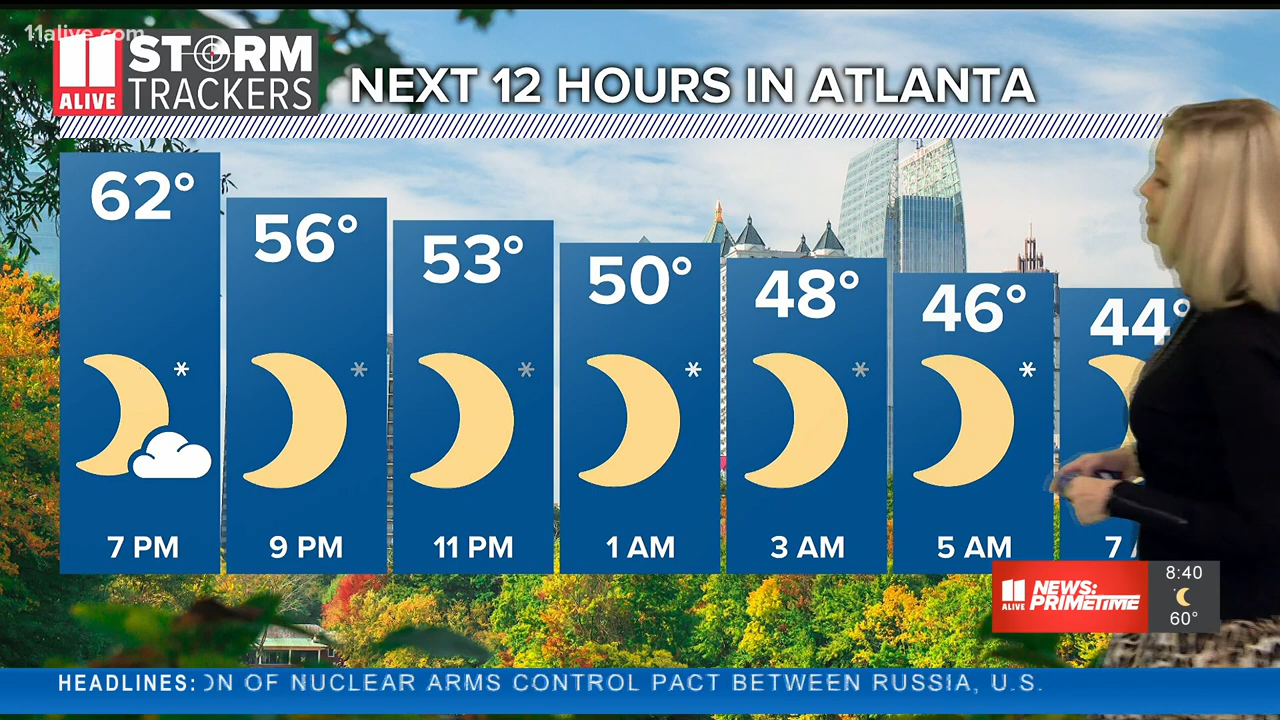 11alive.com
11
ALIVE
STORM
TRACKERS
NEXT 12 HOURS IN ATLANTA
62° 56° 53° 50° 48° 46° 44°
7 PM 9 PM 11 PM 1 AM 3 AM 5 AM 7
11
ALIVE
NEWS:
PRIMETIME
8:40
60°
HEADLINES: ON OF NUCLEAR ARMS CONTROL PACT BETWEEN RUSSIA, U.S.